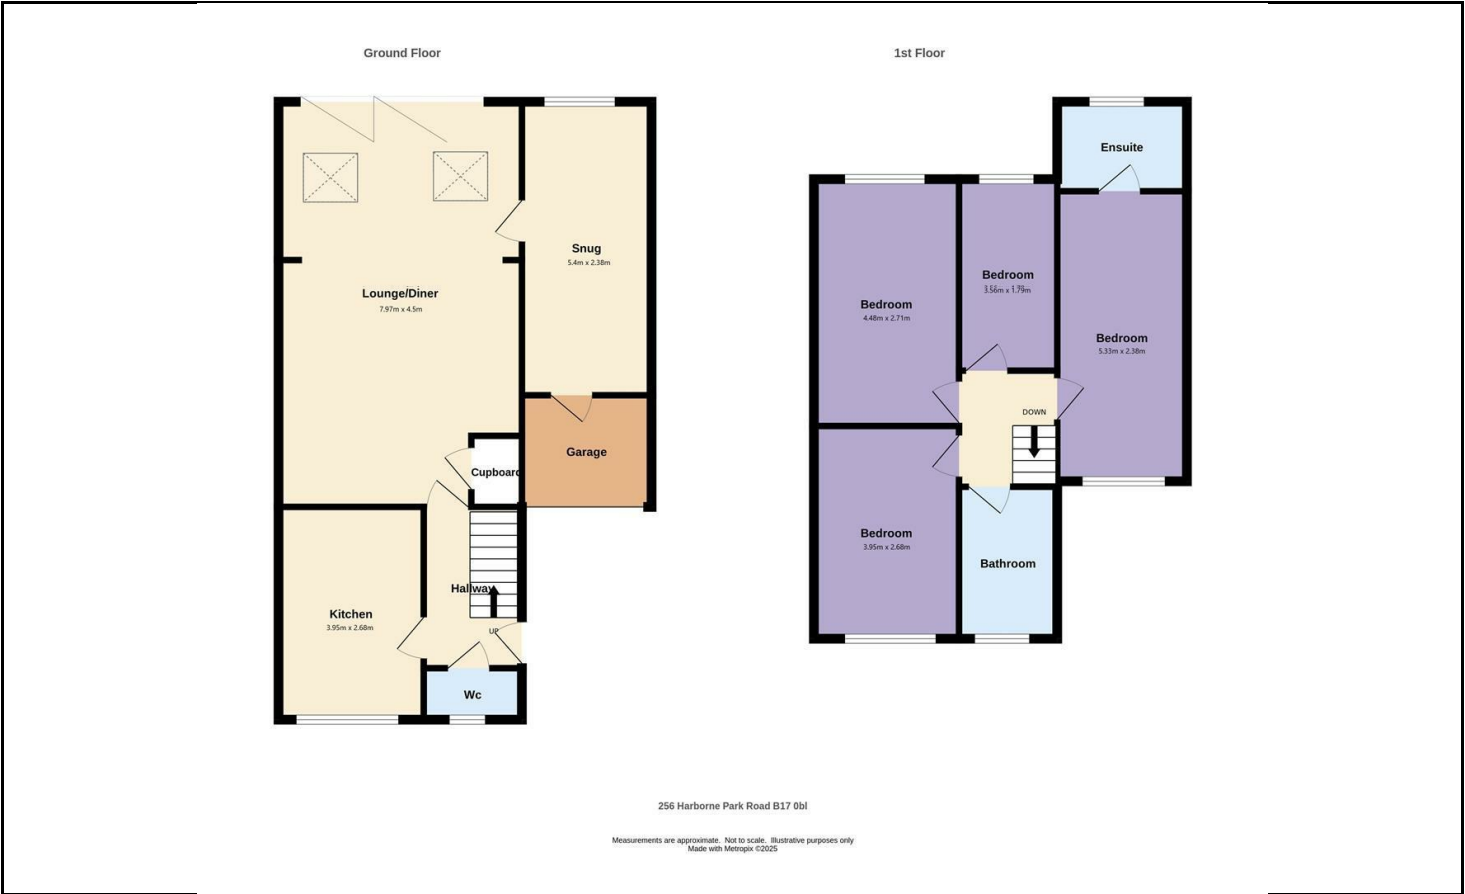 Ground Floor
1st Floor
Ensuite
Snug
5.4m x 2.38m
Lounge/Diner
7.97m x 4.5m
Bedroom
3.56m x 1.79m
Bedroom
4.48m x 2.71m
Bedroom
5.33m x 2.38m
DOWN
Garage
Cupboard
Bedroom
3.95m x 2.68m
Bathroom
Hallway
Kitchen
3.95m x 2.68m
UP
Wc
256 Harborne Park Road B17 0bl
Measurements are approximate. Not to scale. Illustrative purposes only
Made with Metropix ©2025